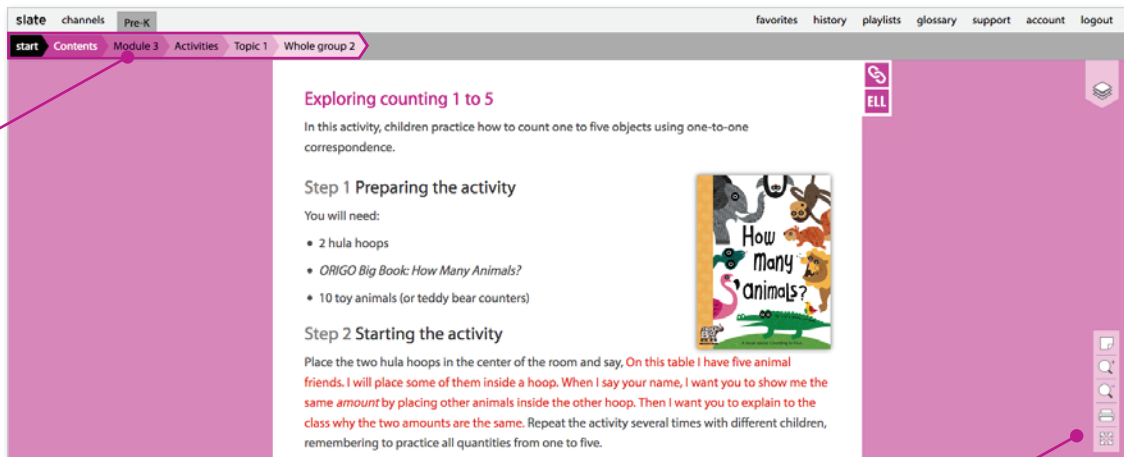 slate channels Pre-K favorites history playlists glossary support account logout
start Contents Module 3 Activities Topic 1 Whole group 2
ELL
Exploring counting 1 to 5
In this activity, children practice how to count one to five objects using one-to-one
correspondence.
Step 1 Preparing the activity
You will need:
• 2 hula hoops
• ORIGO Big Book: How Many Animals?
• 10 toy animals (or teddy bear counters)
How
many
animals?
Step 2 Starting the activity
Place the two hula hoops in the center of the room and say, On this table I have five animal
friends. I will place some of them inside a hoop. When I say your name, I want you to show me the
same amount by placing other animals inside the other hoop. Then I want you to explain to the
class why the two amounts are the same. Repeat the activity several times with different children,
remembering to practice all quantities from one to five.